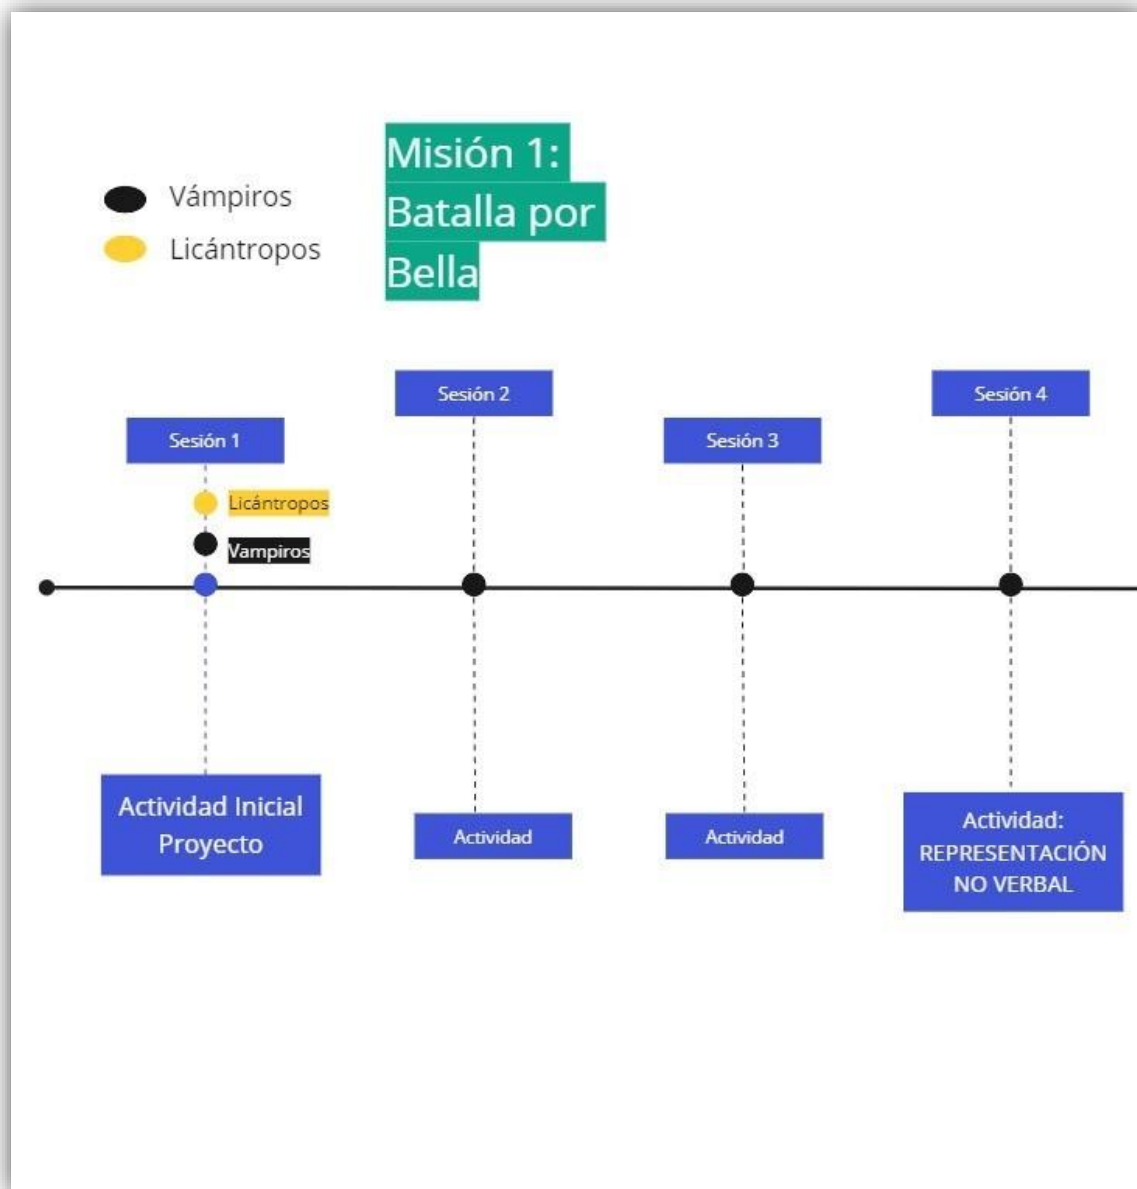 Misión 1:
Batalla por
Bella
Vámpiros
Licántropos
Sesión 1
Sesión 2
Sesión 3
Sesión 4
Licántropos
Vampiros
Actividad Inicial
Proyecto
Actividad
Actividad
Actividad:
REPRESENTACIÓN
NO VERBAL